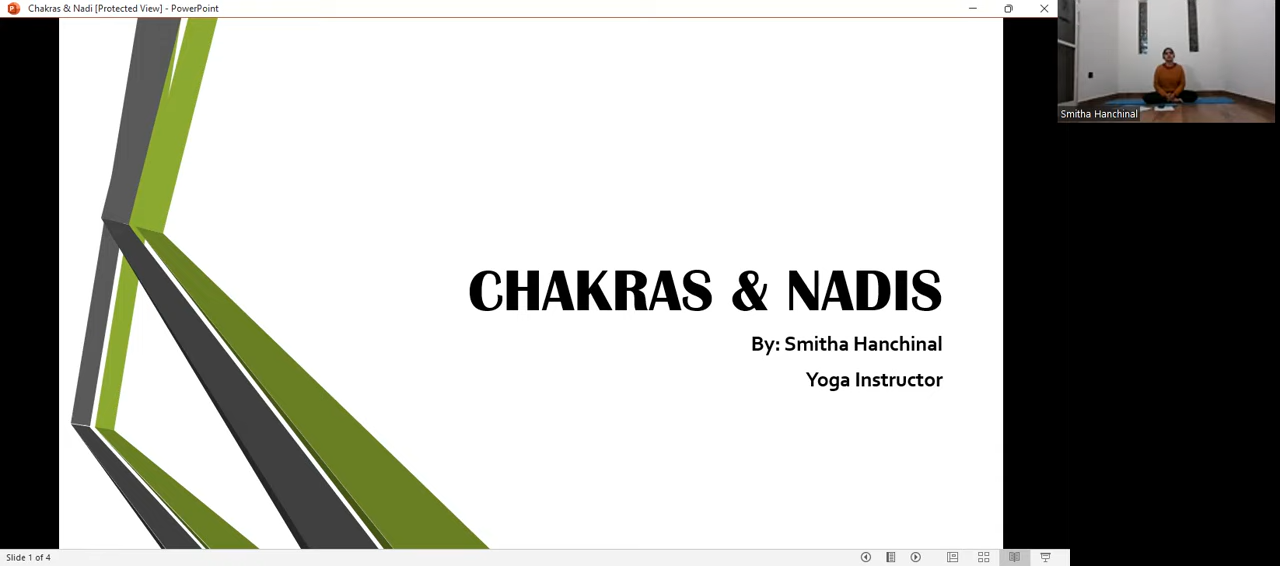 Chakras & Nadi [Protected View] - PowerPoint
Smitha Hanchinal
CHAKRAS & NADIS
By: Smitha Hanchinal
Yoga Instructor
Slide 1 of 4